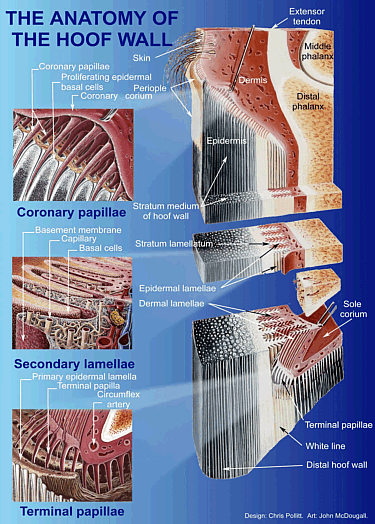 THE ANATOMY OF
THE HOOF WALL
Extensor
tendon
Skin
Middle
phalanx
Coronary papillae
Proliferating epidermal
basal cells
Coronary corium
Periople
Dermis
Distal
phalanx
Epidermis
Coronary papillae
Stratum medium
of hoof wall
Basement membrane
Capillary
Basal cells
Stratum lamellatum
Epidermal lamellae
Dermal lamellae
Sole
corium
Secondary lamellae
Primary epidermal lamella
Terminal papilla
Circumflex
artery
Terminal papillae
White line
Distal hoof wall
Terminal papillae
Design: Chris Pollitt. Art: John McDougall.